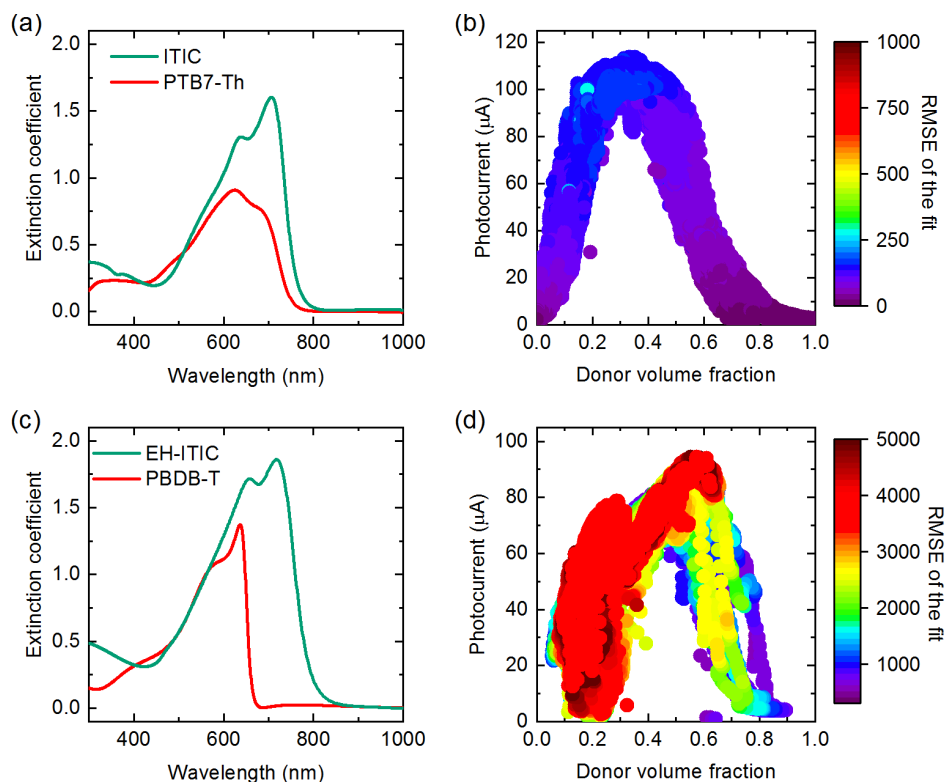 (a)
2.0
1.5
1.0
0.5
0.0
Extinction coefficient
ITIC
PTB7-Th
400 600 800 1000
Wavelength (nm)
(b)
120
100
80
60
40
20
0
Photocurrent (μA)
0.0 0.2 0.4 0.6 0.8 1.0
Donor volume fraction
1000
750
500
250
0
RMSE of the fit
(c)
2.0
1.5
1.0
0.5
0.0
Extinction coefficient
EH-ITIC
PBDB-T
400 600 800 1000
Wavelength (nm)
(d)
100
80
60
40
20
0
Photocurrent (μA)
0.0 0.2 0.4 0.6 0.8 1.0
Donor volume fraction
5000
4000
3000
2000
1000
RMSE of the fit